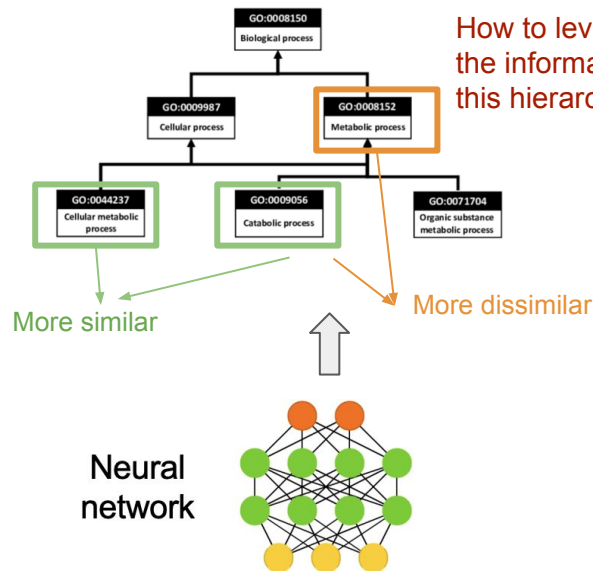 GO:0008150
Biological process
How to lev
the informa
this hierarc
GO:0009987
Cellular process
GO:0008152
Metabolic process
GO:0044237
Cellular metabolic
process
GO:0009056
Catabolic process
GO:0071704
Organic substance
metabolic process
More similar
More dissimilar
Neural
network